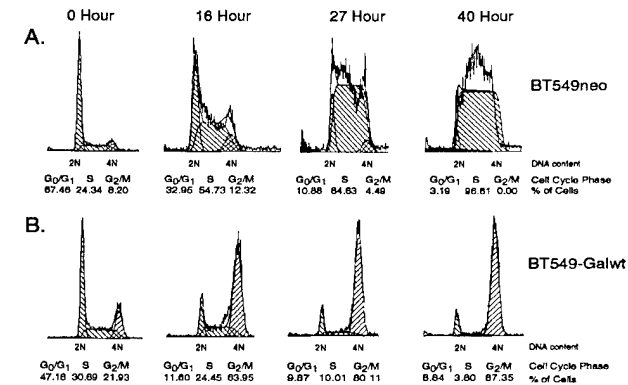 0 Hour 16 Hour 27 Hour 40 Hour
A.
BT549neo
2N 4N 2N 4N 2N 4N 2N 4N DNA content
G0/G1 S G2/M G0/G1 S G2/M G0/G1 S G2/M G0/G1 S G2/M Cell Cycle Phase
67.46 24.34 8.20 32.95 54.73 12.32 10.88 84.63 4.49 3.19 96.81 0.00 % of Cells
B.
BT549-Galwt
2N 4N 2N 4N 2N 4N 2N 4N DNA content
G0/G1 S G2/M G0/G1 S G2/M G0/G1 S G2/M G0/G1 S G2/M Cell Cycle Phase
47.16 30.69 21.93 11.60 24.45 63.95 9.87 10.01 80.11 8.84 3.80 87.35 % of Cells